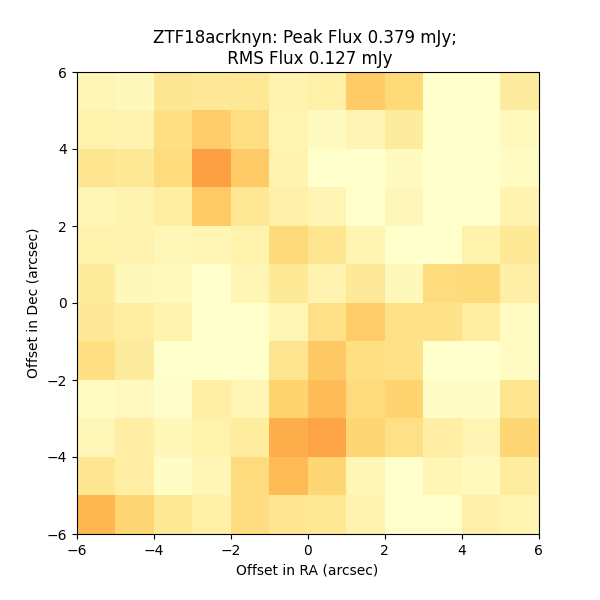 ZTF18acrknyn: Peak Flux 0.379 mJy;
RMS Flux 0.127 mJy
6
4
2
0
−2
−4
−6
Offset in Dec (arcsec)
−6 −4 −2 0 2 4 6
Offset in RA (arcsec)